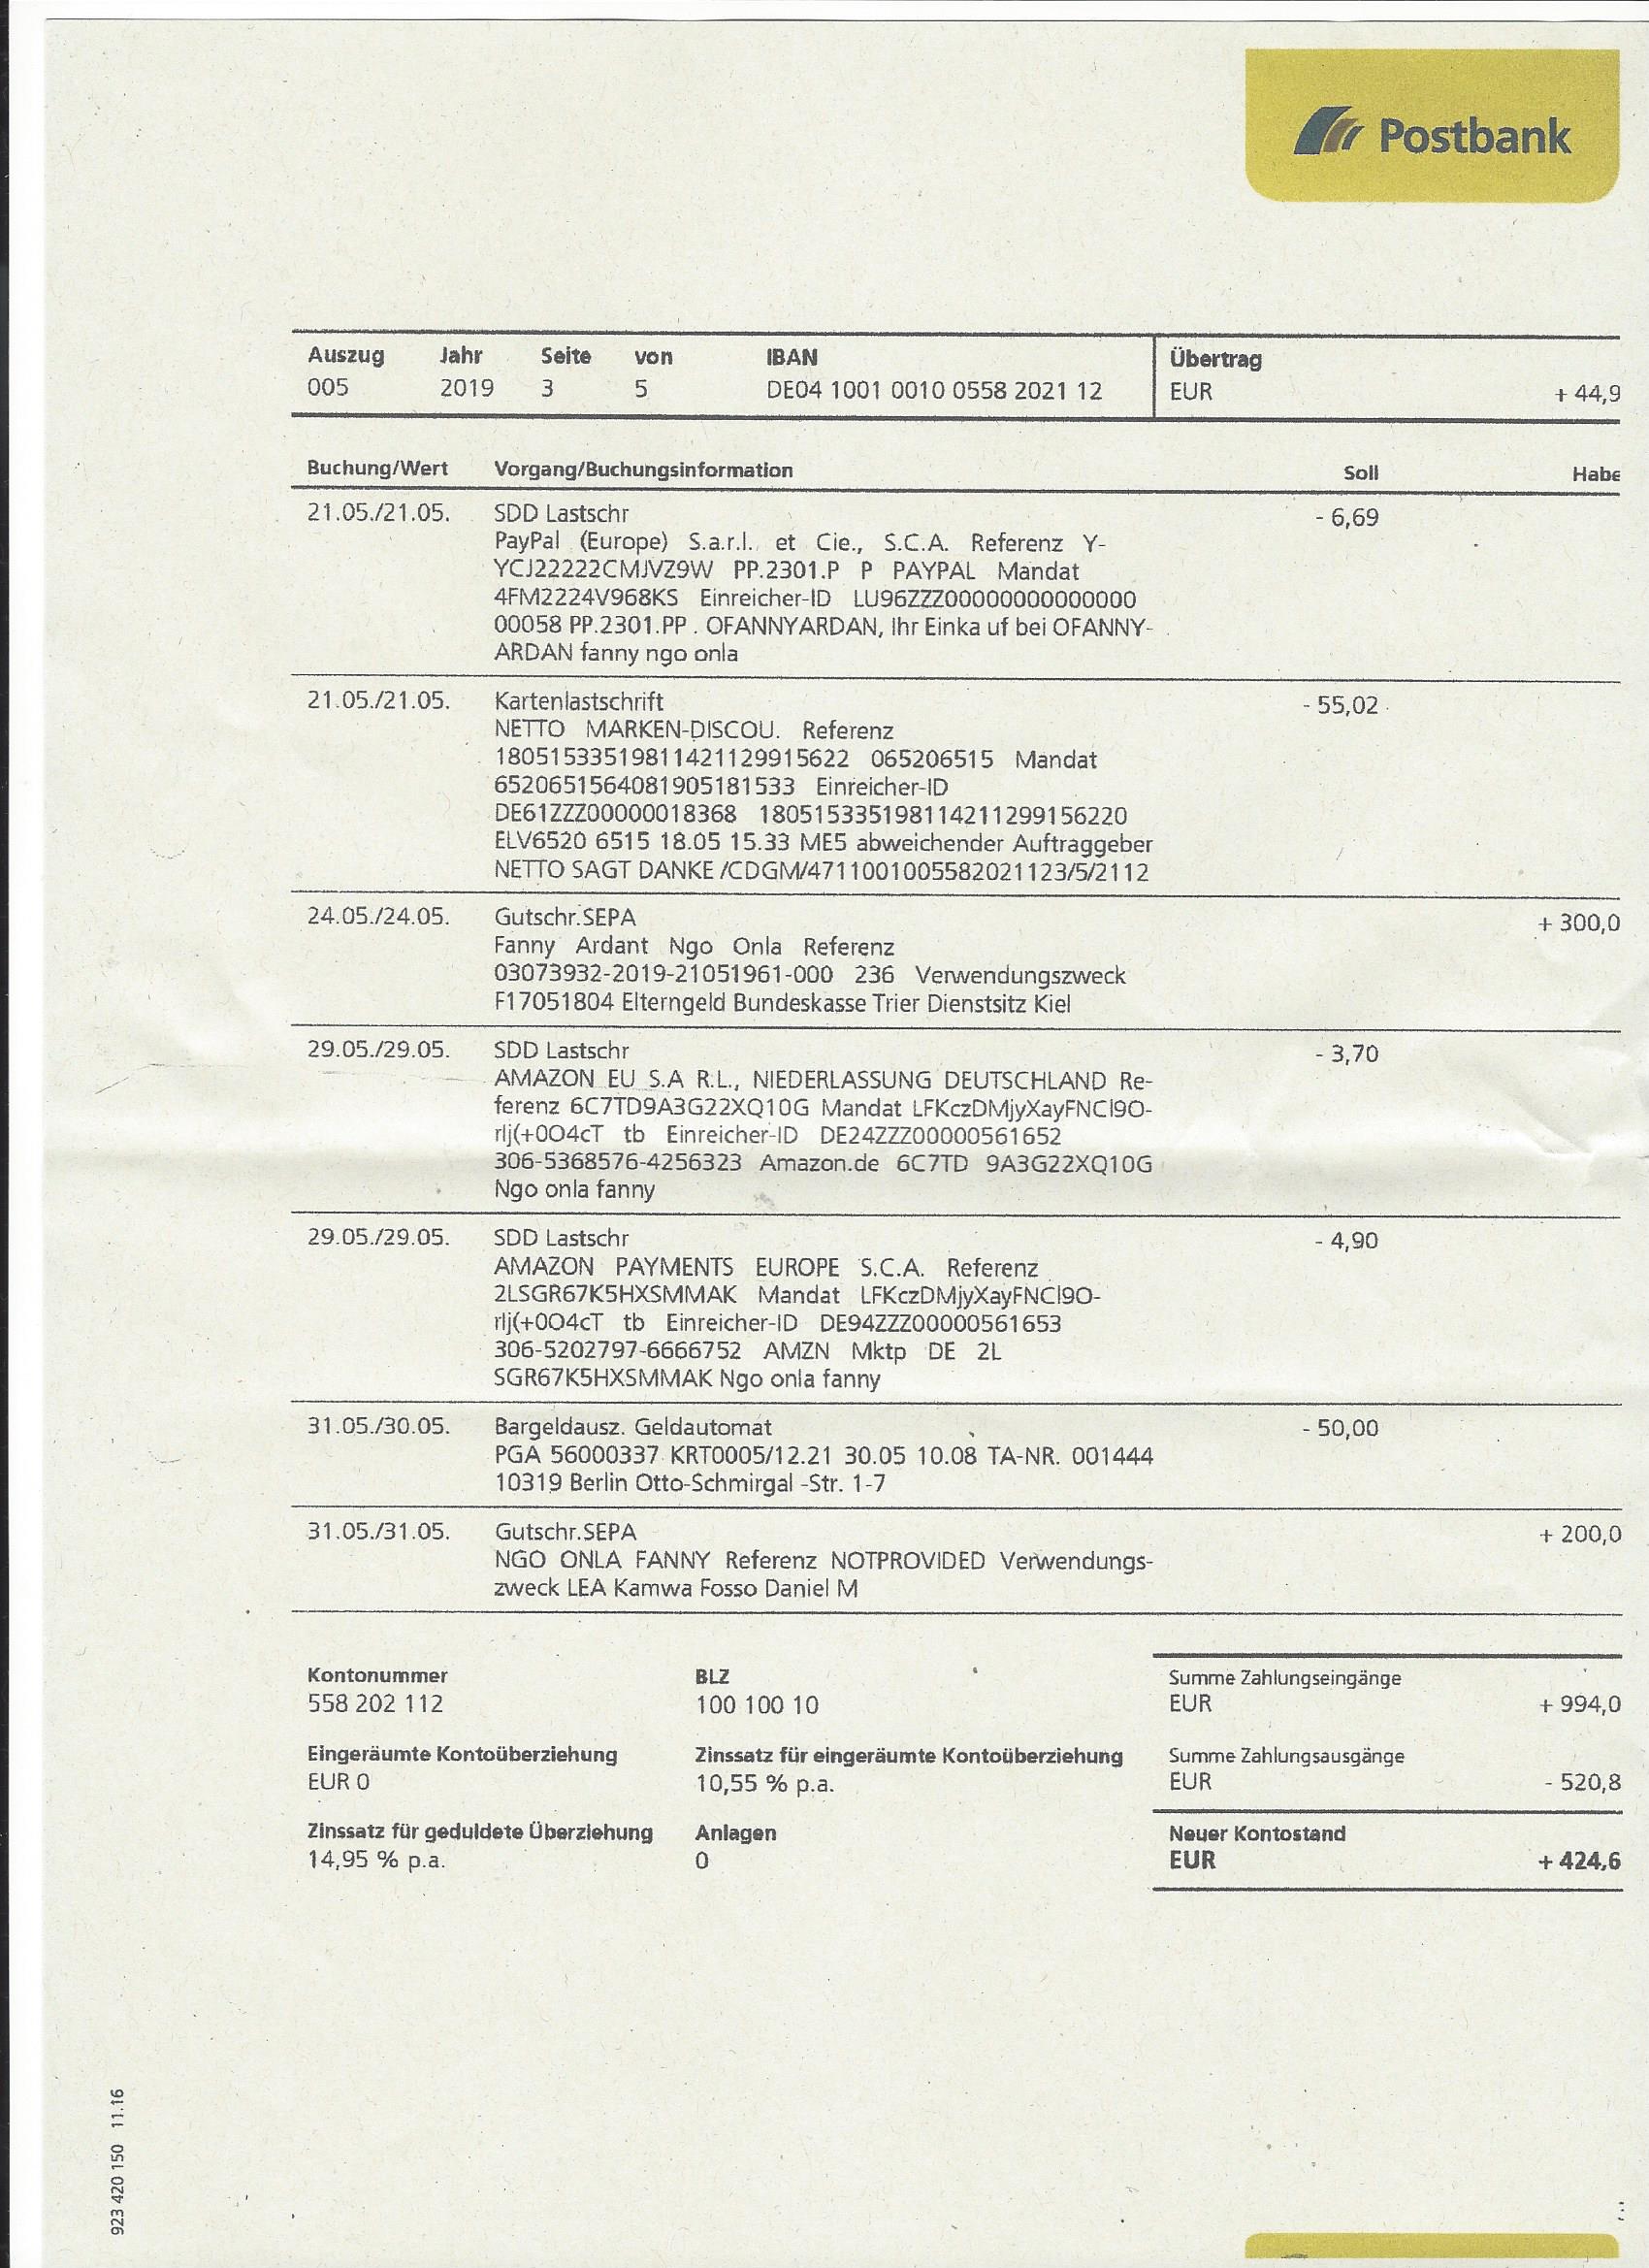 Postbank
Auszug Jahr Seite von IBAN Übertrag
005 2019 3 5 DE04 1001 0010 0558 2021 12 EUR + 44,9
Buchung/Wert Vorgang/Buchungsinformation Soll Habe
21.05./21.05. SDD Lastschr - 6,69
PayPal (Europe) S.a.r.l. et Cie., S.C.A. Referenz Y-
YCJ22222CMJVZ9W PP.2301.P P PAYPAL Mandat
4FM2224V968KS Einreicher-ID LU96ZZZ00000000000000
00058 PP.2301.PP . OFANNYARDAN, Ihr Einka uf bei OFANNY-
ARDAN fanny ngo onla
21.05./21.05. Kartenlastschrift - 55,02
NETTO MARKEN-DISCOU. Referenz
18051533519811421129915622 065206515 Mandat
6520651564081905181533 Einreicher-ID
DE61ZZZ00000018368 180515335198114211299156220
ELV6520 6515 18.05 15.33 ME5 abweichender Auftraggeber
NETTO SAGT DANKE /CDGM/4711001005582021123/5/2112
24.05./24.05. Gutschr.SEPA + 300,0
Fanny Ardant Ngo Onla Referenz
03073932-2019-21051961-000 236 Verwendungszweck
F17051804 Elterngeld Bundeskasse Trier Dienstsitz Kiel
29.05./29.05. SDD Lastschr - 3,70
AMAZON EU S.A R.L., NIEDERLASSUNG DEUTSCHLAND Re-
ferenz 6C7TD9A3G22XQ10G Mandat LFKczDMjyXayFNCl9O-
rlj(+0O4cT tb Einreicher-ID DE24ZZZ00000561652
306-5368576-4256323 Amazon.de 6C7TD 9A3G22XQ10G
Ngo onla fanny
29.05./29.05. SDD Lastschr - 4,90
AMAZON PAYMENTS EUROPE S.C.A. Referenz
2LSGR67K5HXSMMAK Mandat LFKczDMjyXayFNCl9O-
rlj(+0O4cT tb Einreicher-ID DE94ZZZ00000561653
306-5202797-6666752 AMZN Mktp DE 2L
SGR67K5HXSMMAK Ngo onla fanny
31.05./30.05. Bargeldausz. Geldautomat - 50,00
PGA 56000337 KRT0005/12.21 30.05 10.08 TA-NR. 001444
10319 Berlin Otto-Schmirgal -Str. 1-7
31.05./31.05. Gutschr.SEPA + 200,0
NGO ONLA FANNY Referenz NOTPROVIDED Verwendungs-
zweck LEA Kamwa Fosso Daniel M
Kontonummer BLZ Summe Zahlungseingänge
558 202 112 100 100 10 EUR + 994,0
Eingeräumte Kontoüberziehung Zinssatz für eingeräumte Kontoüberziehung Summe Zahlungsausgänge
EUR 0 10,55 % p.a. EUR - 520,8
Zinssatz für geduldete Überziehung Anlagen Neuer Kontostand
14,95 % p.a. 0 EUR + 424,6
923 420 150 11.16